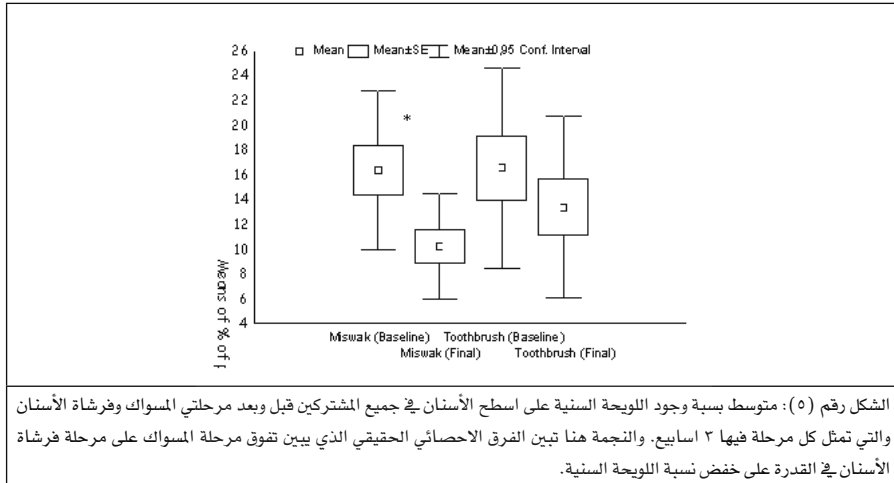 26
□ Mean □ Mean±SE Mean±0,95 Conf. Interval
24
22
*
20
18
16
14
12
10
8
6
4
Means of % of
Miswak (Baseline) Toothbrush (Baseline)
Miswak (Final) Toothbrush (Final)
الشكل رقم (٥): متوسط بسبة وجود اللويحة السنية على اسطح الأسنان في جميع المشتركين قبل وبعد مرحلتي المسواك وفرشاة الأسنان
والتي تمثل كل مرحلة فيها ٣ اسابيع. والنجمة هنا تبين الفرق الاحصائي الحقيقي الذي يبين تفوق مرحلة المسواك على مرحلة فرشاة
الأسنان في القدرة على خفض نسبة اللويحة السنية.